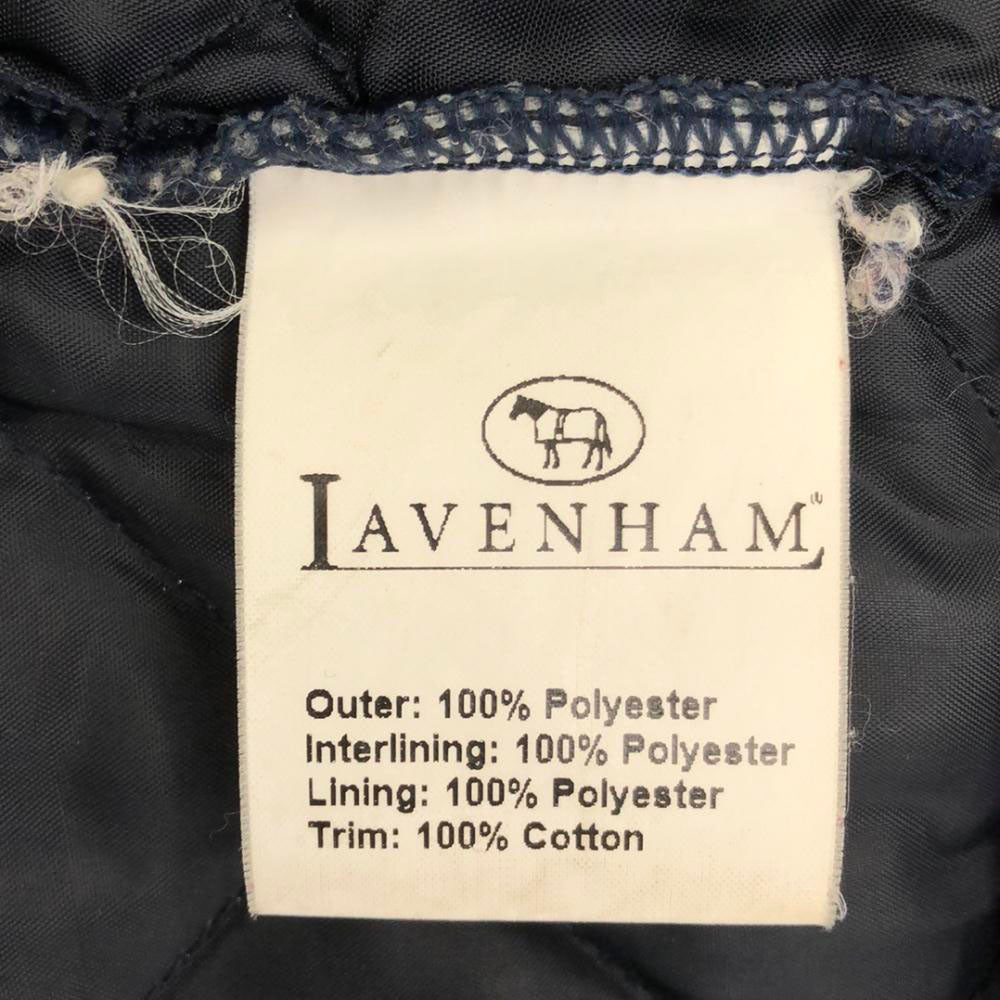 LAVENHAM®
Outer: 100% Polyester
Interlining: 100% Polyester
Lining: 100% Polyester
Trim: 100% Cotton